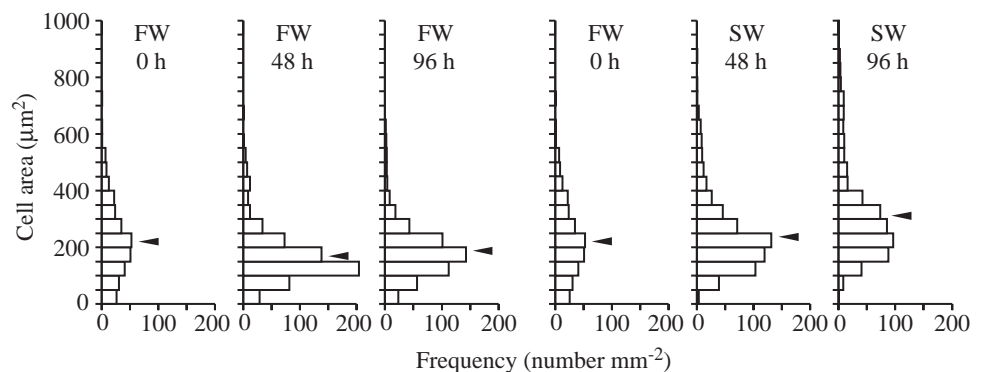 Cell area (μm²)
1000
800
600
400
200
0
FW
0 h
FW
48 h
FW
96 h
FW
0 h
SW
48 h
SW
96 h
0 100 200 0 100 200 0 100 200 0 100 200 0 100 200 0 100 200
Frequency (number mm⁻²)